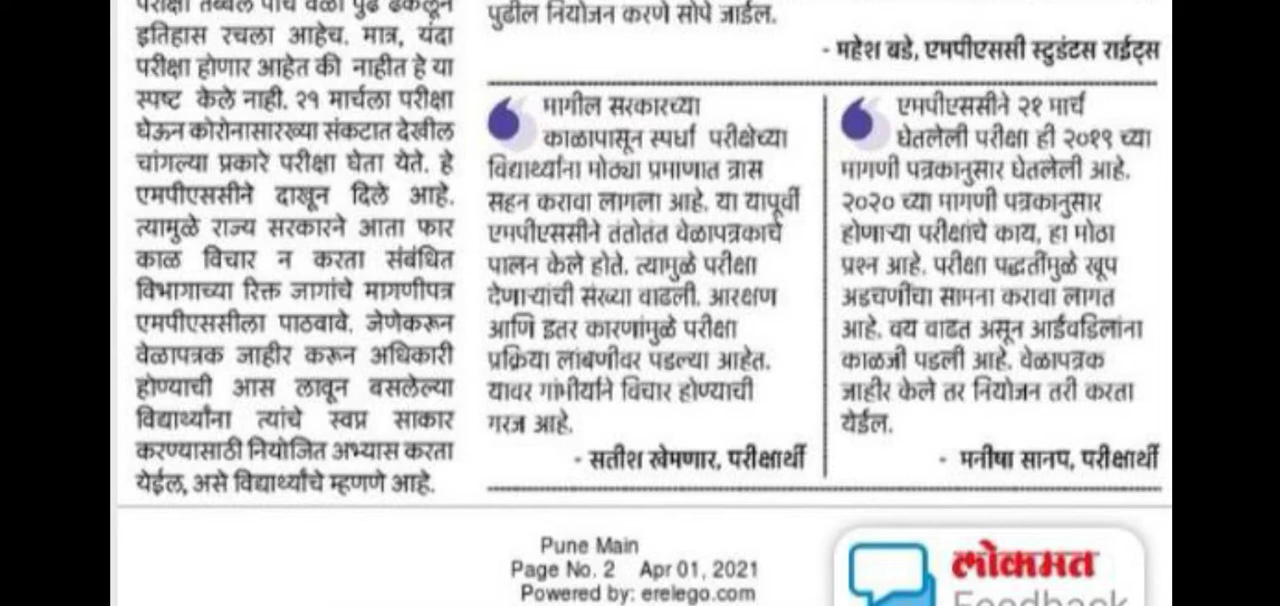 परीक्षा तब्बल पाच वेळा पुढे ढकलून
इतिहास रचला आहेच. मात्र, यंदा
परीक्षा होणार आहेत की नाहीत हे या
स्पष्ट केले नाही. २१ मार्चला परीक्षा
घेऊन कोरोनासारख्या संकटात देखील
चांगल्या प्रकारे परीक्षा घेता येते. हे
एमपीएससीने दाखून दिले आहे.
त्यामुळे राज्य सरकारने आता फार
काळ विचार न करता संबंधित
विभागाच्या रिक्त जागांचे मागणीपत्र
एमपीएससीला पाठवावे. जेणेकरून
वेळापत्रक जाहीर करून अधिकारी
होण्याची आस लावून बसलेल्या
विद्यार्थ्यांना त्यांचे स्वप्न साकार
करण्यासाठी नियोजित अभ्यास करता
येईल, असे विद्यार्थ्यांचे म्हणणे आहे.
पुढील नियोजन करणे सोपे जाईल.
- महेश बडे, एमपीएससी स्टुडंटस राईट्स
मागील सरकारच्या
काळापासून स्पर्धा परीक्षेच्या
विद्यार्थ्यांना मोठ्या प्रमाणात त्रास
सहन करावा लागला आहे. या यापूर्वी
एमपीएससीने तंतोतंत वेळापत्रकाचे
पालन केले होते. त्यामुळे परीक्षा
देणाऱ्यांची संख्या वाढली. आरक्षण
आणि इतर कारणांमुळे परीक्षा
प्रक्रिया लांबणीवर पडल्या आहेत.
यावर गांभीर्याने विचार होण्याची
गरज आहे.
- सतीश खेमणार, परीक्षार्थी
एमपीएससीने २१ मार्च
घेतलेली परीक्षा ही २०१९ च्या
मागणी पत्रकानुसार घेतलेली आहे.
२०२० च्या मागणी पत्रकानुसार
होणाऱ्या परीक्षांचे काय, हा मोठा
प्रश्न आहे. परीक्षा पद्धतींमुळे खूप
अडचणींचा सामना करावा लागत
आहे. वय वाढत असून आईवडिलांना
काळजी पडली आहे. वेळापत्रक
जाहीर केले तर नियोजन तरी करता
येईल.
- मनीषा सानप, परीक्षार्थी
Pune Main
Page No. 2 Apr 01, 2021
Powered by: erelego.com
लोकमत
Feedback